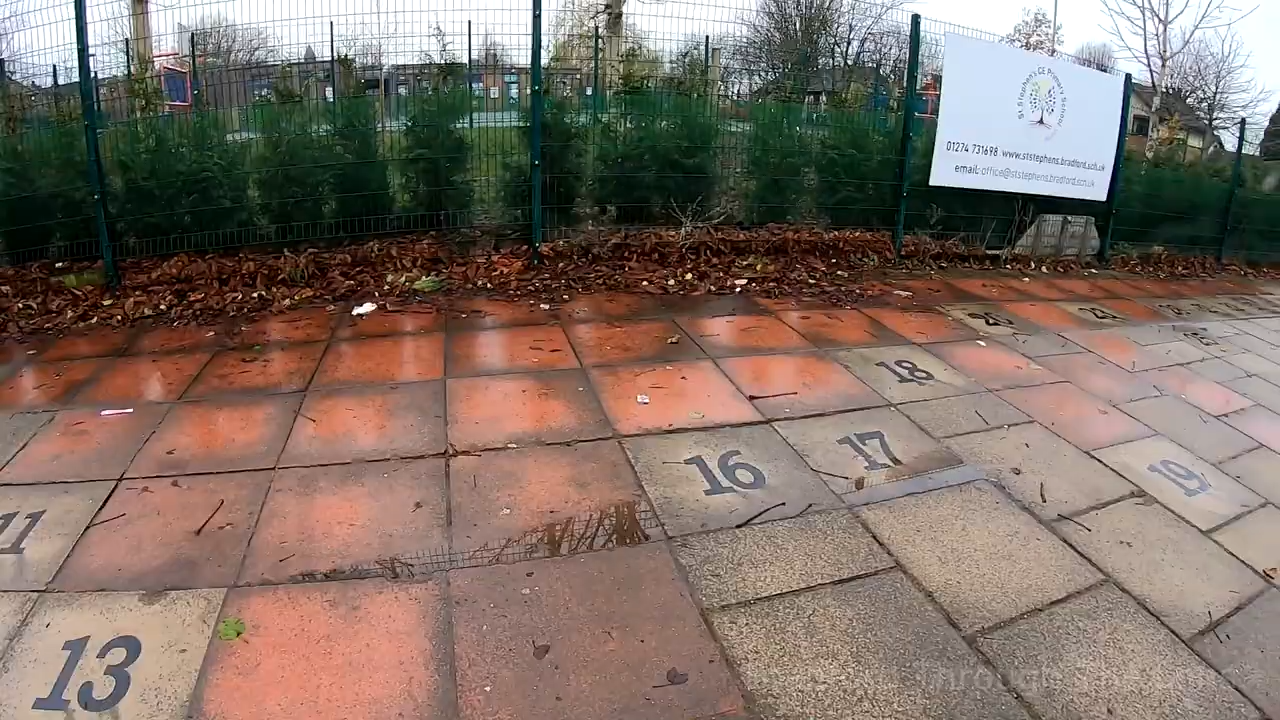 St Stephen's CE Primary School
01274 731698 www.ststephens.bradford.sch.uk
email: office@ststephens.bradford.sch.uk
18
16
17
19
11
13